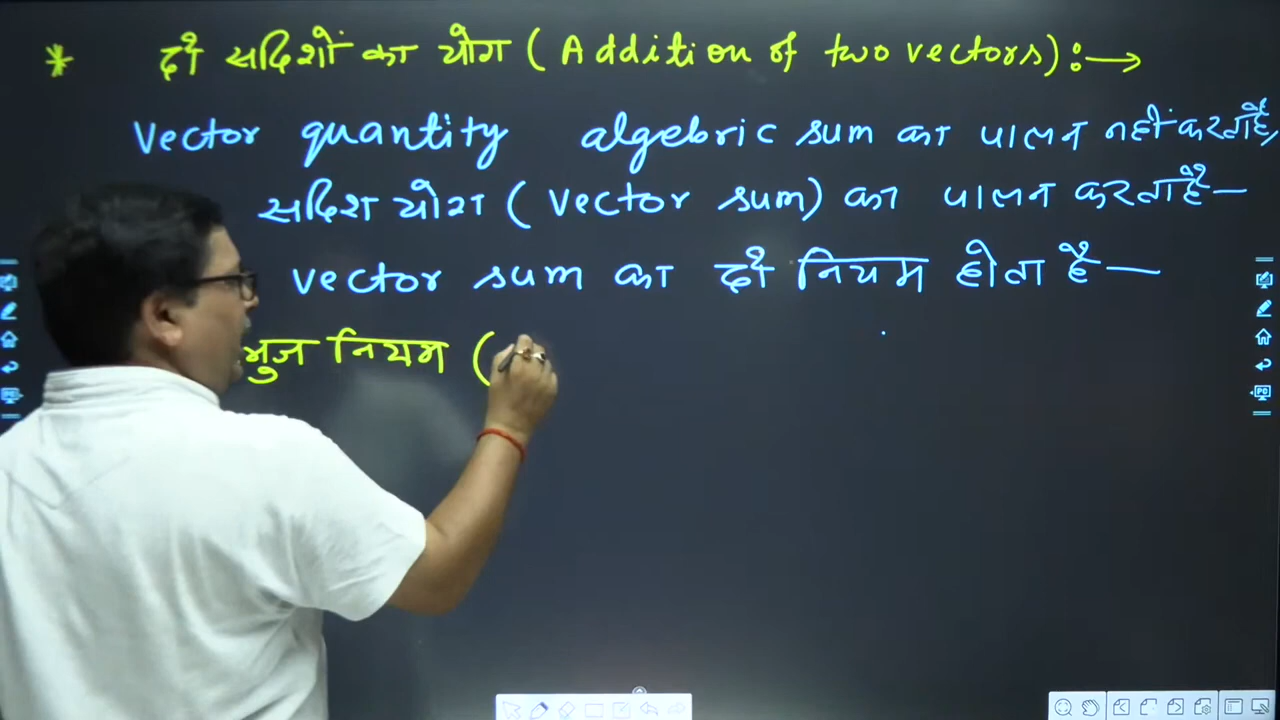 * दो सदिशों का योग (Addition of two vectors):→
Vector quantity algebric sum का पालन नहीं करता है,
सदिश योग (vector sum) का पालन करता है—
vector sum का दो नियम होता है—
भुज नियम (